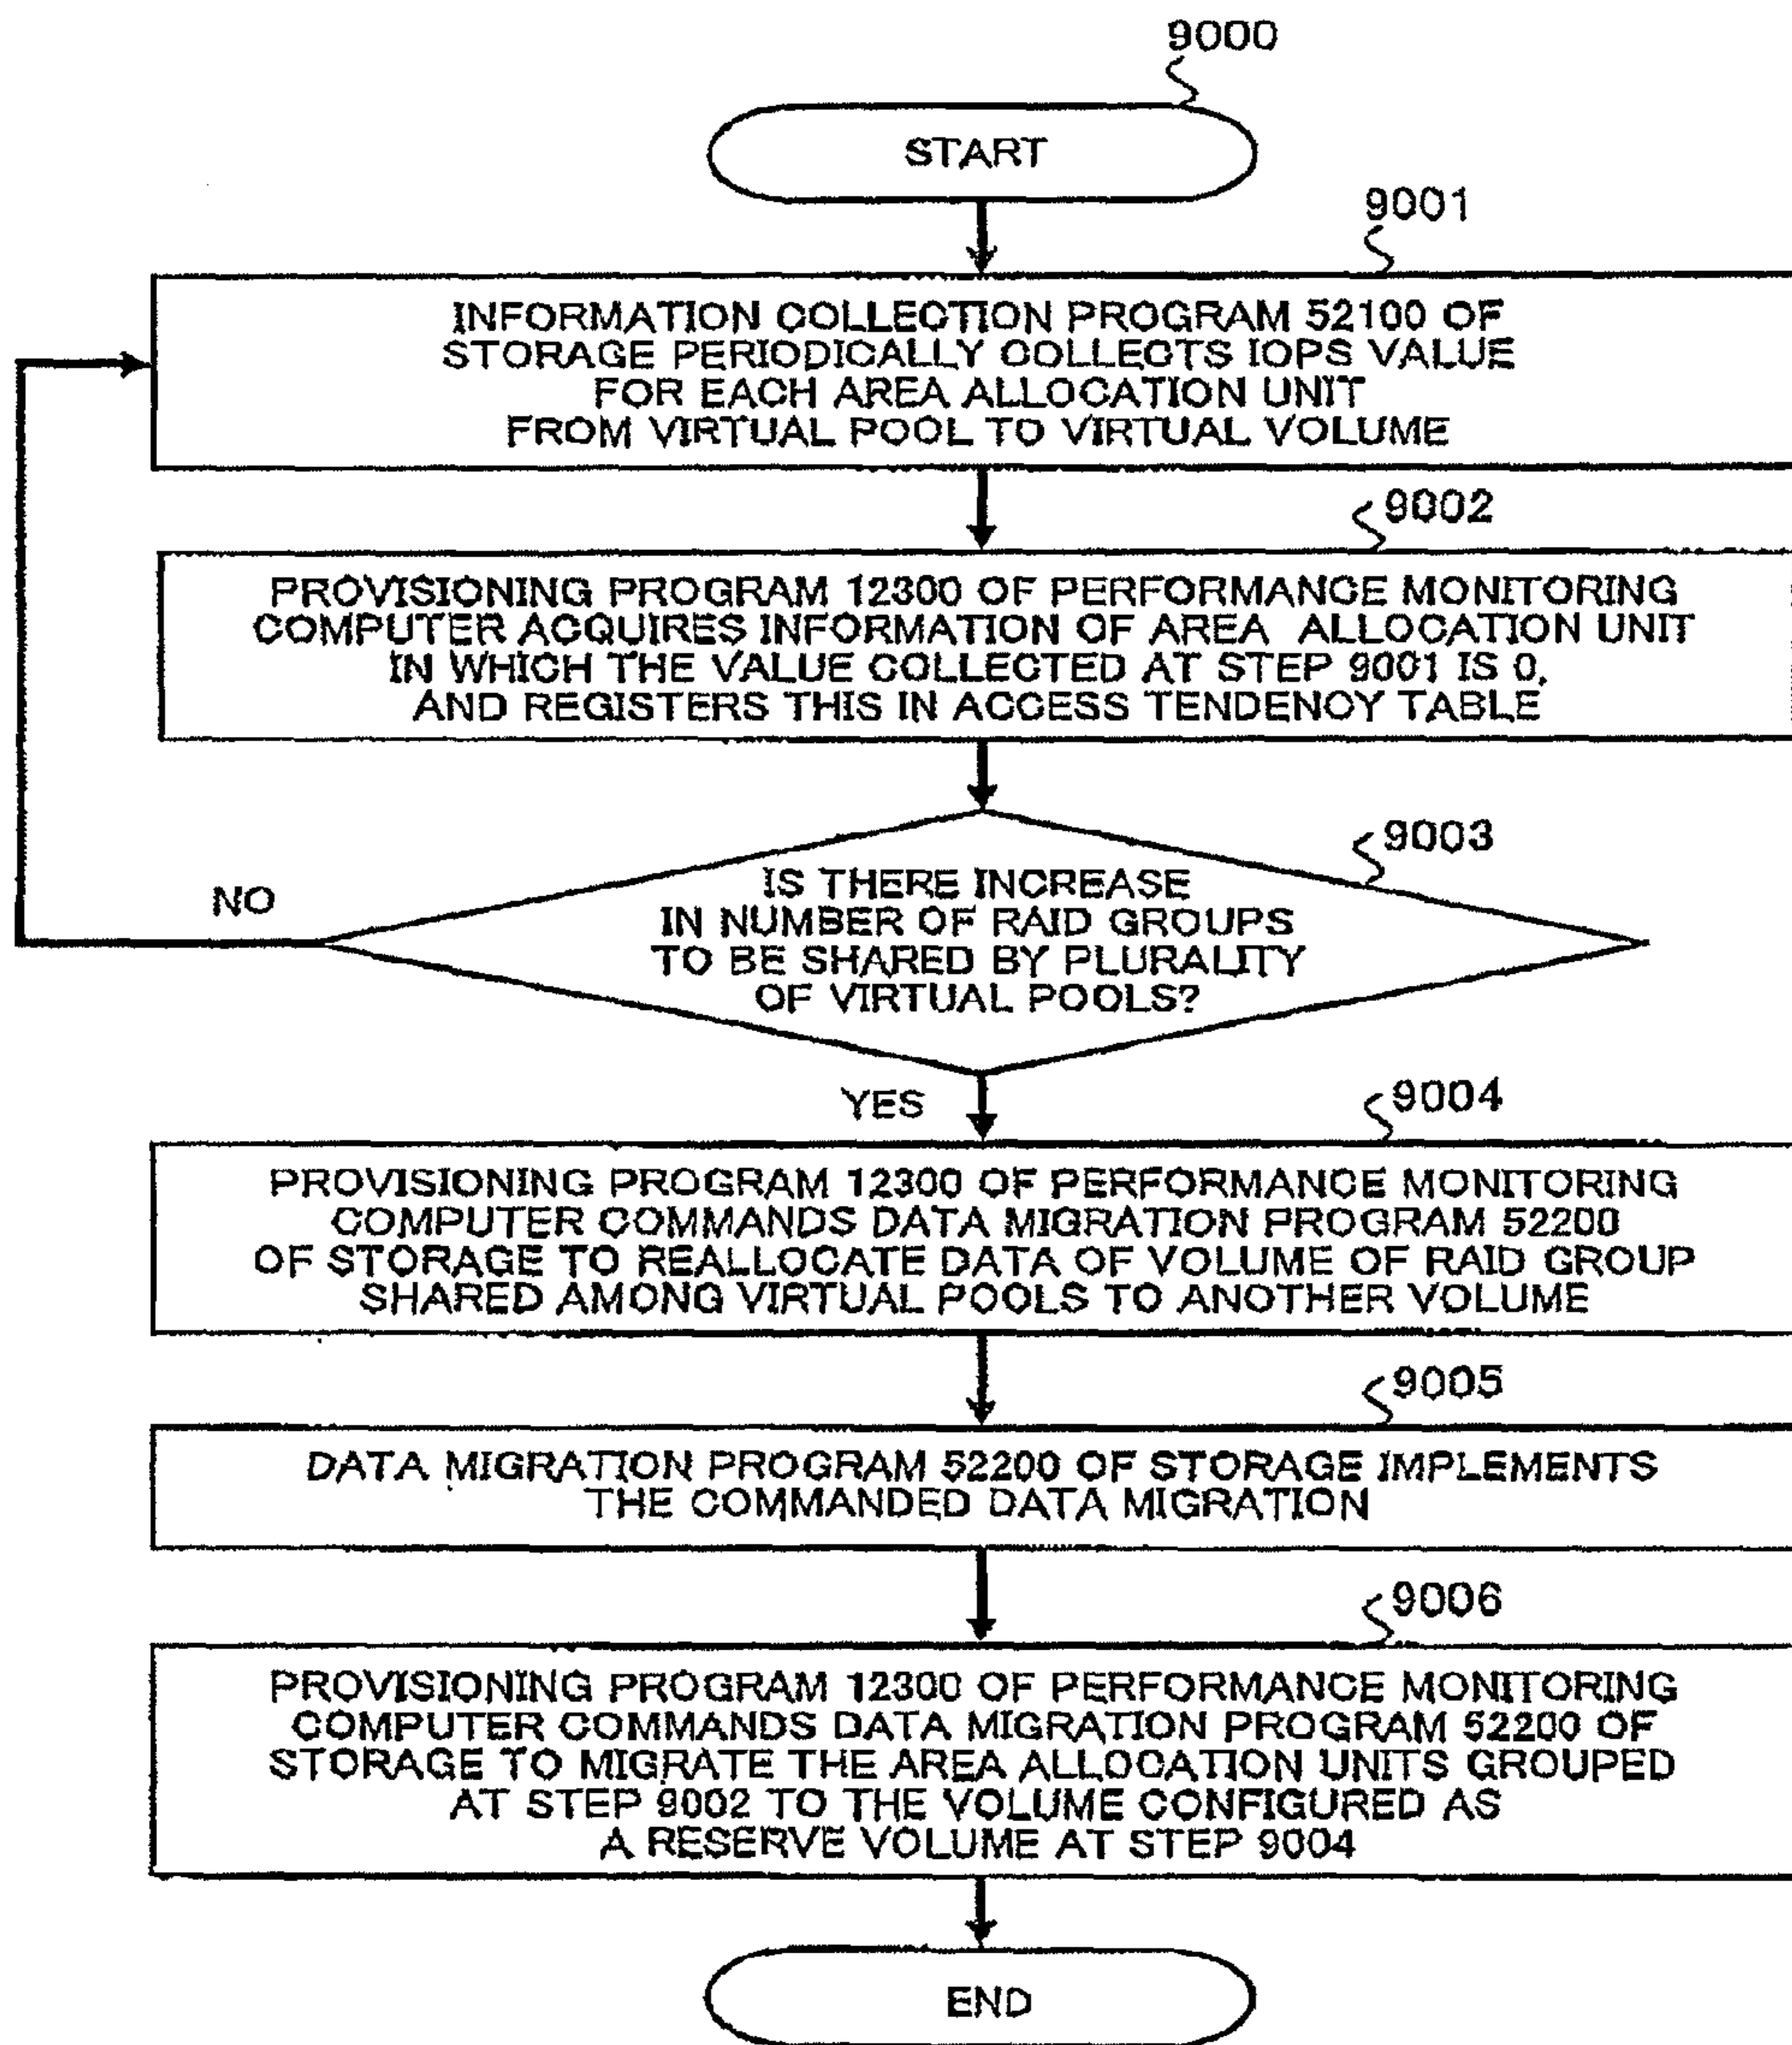 9000
START
9001
INFORMATION COLLECTION PROGRAM 52100 OF
STORAGE PERIODICALLY COLLECTS IOPS VALUE
FOR EACH AREA ALLOCATION UNIT
FROM VIRTUAL POOL TO VIRTUAL VOLUME
9002
PROVISIONING PROGRAM 12300 OF PERFORMANCE MONITORING
COMPUTER ACQUIRES INFORMATION OF AREA ALLOCATION UNIT
IN WHICH THE VALUE COLLECTED AT STEP 9001 IS 0,
AND REGISTERS THIS IN ACCESS TENDENCY TABLE
9003
IS THERE INCREASE
IN NUMBER OF RAID GROUPS
TO BE SHARED BY PLURALITY
OF VIRTUAL POOLS?
NO
YES
9004
PROVISIONING PROGRAM 12300 OF PERFORMANCE MONITORING
COMPUTER COMMANDS DATA MIGRATION PROGRAM 52200
OF STORAGE TO REALLOCATE DATA OF VOLUME OF RAID GROUP
SHARED AMONG VIRTUAL POOLS TO ANOTHER VOLUME
9005
DATA MIGRATION PROGRAM 52200 OF STORAGE IMPLEMENTS
THE COMMANDED DATA MIGRATION
9006
PROVISIONING PROGRAM 12300 OF PERFORMANCE MONITORING
COMPUTER COMMANDS DATA MIGRATION PROGRAM 52200 OF
STORAGE TO MIGRATE THE AREA ALLOCATION UNITS GROUPED
AT STEP 9002 TO THE VOLUME CONFIGURED AS
A RESERVE VOLUME AT STEP 9004
END